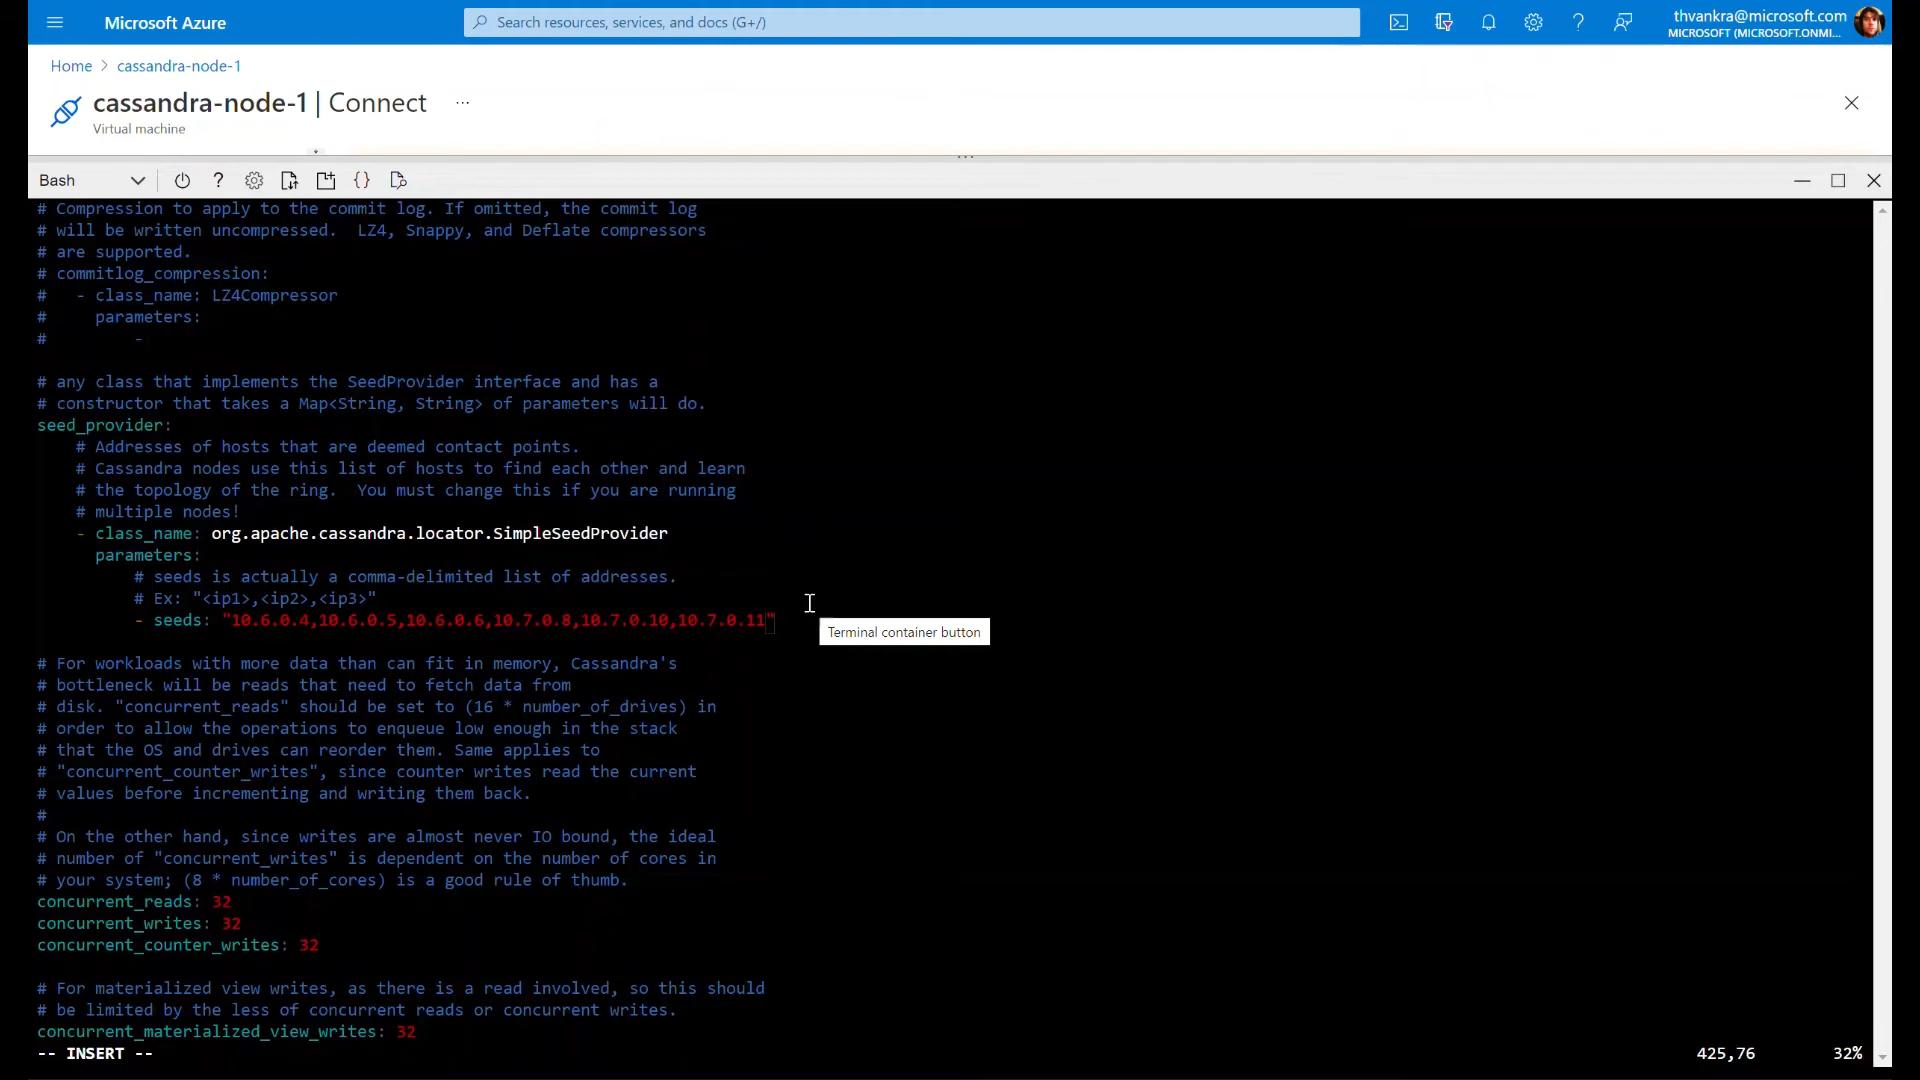 Microsoft Azure
Search resources, services, and docs (G+/)
thvankra@microsoft.com
MICROSOFT (MICROSOFT.ONMI...
Home > cassandra-node-1
cassandra-node-1 | Connect ...
Virtual machine
Bash
# Compression to apply to the commit log. If omitted, the commit log
# will be written uncompressed.  LZ4, Snappy, and Deflate compressors
# are supported.
# commitlog_compression:
#   - class_name: LZ4Compressor
#     parameters:
#         -
# any class that implements the SeedProvider interface and has a
# constructor that takes a Map<String, String> of parameters will do.
seed_provider:
    # Addresses of hosts that are deemed contact points.
    # Cassandra nodes use this list of hosts to find each other and learn
    # the topology of the ring.  You must change this if you are running
    # multiple nodes!
    - class_name: org.apache.cassandra.locator.SimpleSeedProvider
      parameters:
          # seeds is actually a comma-delimited list of addresses.
          # Ex: "<ip1>,<ip2>,<ip3>"
          - seeds: "10.6.0.4,10.6.0.5,10.6.0.6,10.7.0.8,10.7.0.10,10.7.0.11"
Terminal container button
# For workloads with more data than can fit in memory, Cassandra's
# bottleneck will be reads that need to fetch data from
# disk. "concurrent_reads" should be set to (16 * number_of_drives) in
# order to allow the operations to enqueue low enough in the stack
# that the OS and drives can reorder them. Same applies to
# "concurrent_counter_writes", since counter writes read the current
# values before incrementing and writing them back.
#
# On the other hand, since writes are almost never IO bound, the ideal
# number of "concurrent_writes" is dependent on the number of cores in
# your system; (8 * number_of_cores) is a good rule of thumb.
concurrent_reads: 32
concurrent_writes: 32
concurrent_counter_writes: 32
# For materialized view writes, as there is a read involved, so this should
# be limited by the less of concurrent reads or concurrent writes.
concurrent_materialized_view_writes: 32
-- INSERT --
425,76
32%